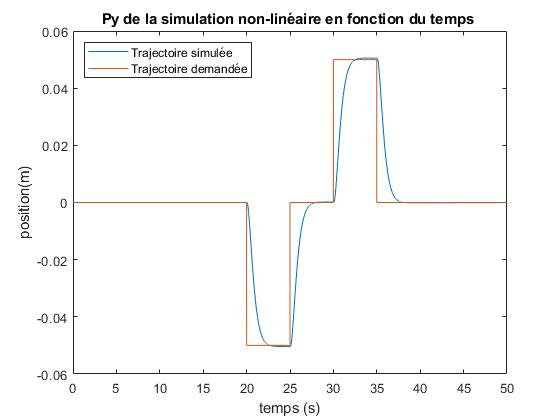 Py de la simulation non-linéaire en fonction du temps
Trajectoire simulée
Trajectoire demandée
position(m)
0.06
0.04
0.02
0
-0.02
-0.04
-0.06
0 5 10 15 20 25 30 35 40 45 50
temps (s)